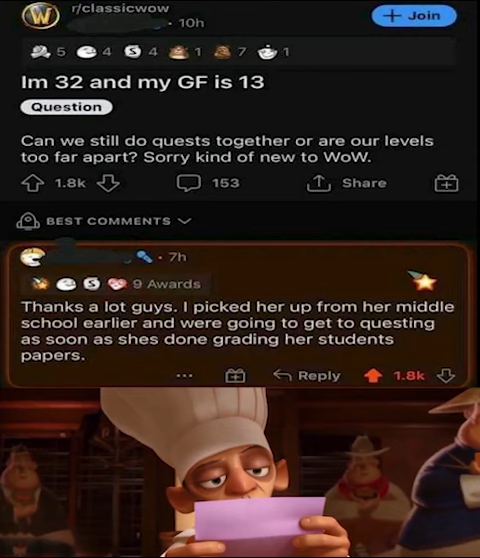 r/classicwow
· 10h
+ Join
5 4 S 4 1 7 1
Im 32 and my GF is 13
Question
Can we still do quests together or are our levels
too far apart? Sorry kind of new to WoW.
1.8k 153 Share
BEST COMMENTS
· 7h
S 9 Awards
Thanks a lot guys. I picked her up from her middle
school earlier and were going to get to questing
as soon as shes done grading her students
papers.
... Reply 1.8k